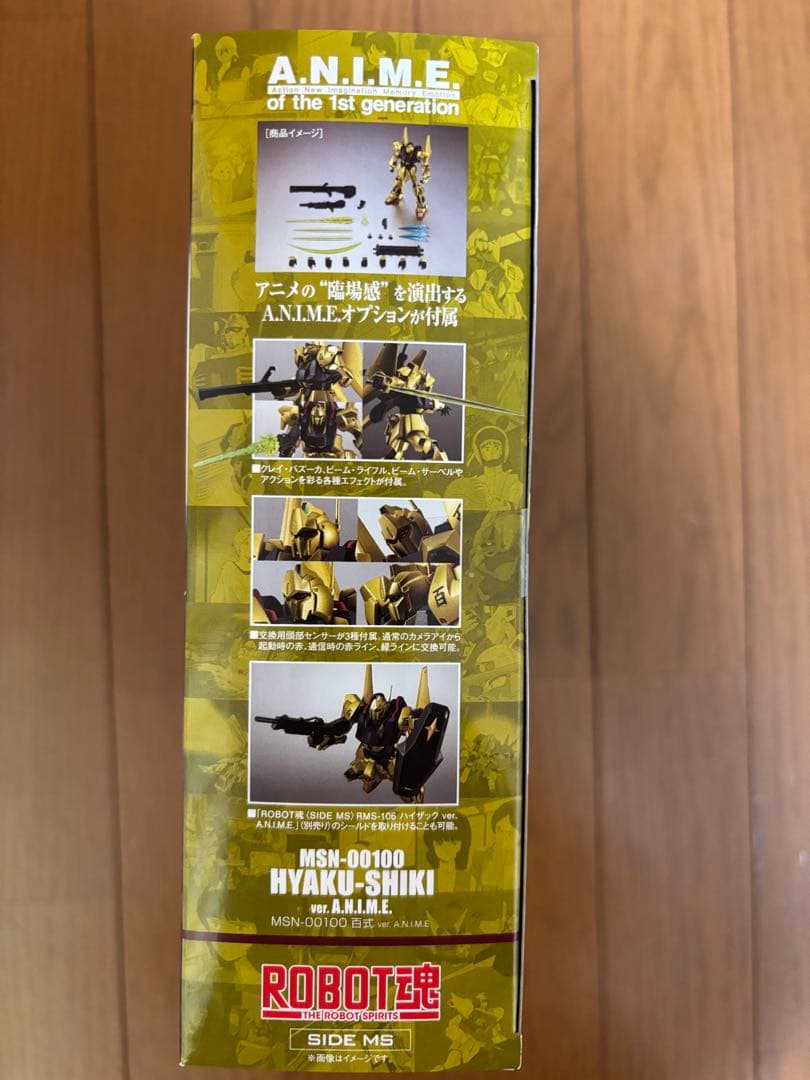 A.N.I.M.E.
Action New Imagination Memory Emotion
of the 1st generation
[商品イメージ]
アニメの“臨場感”を演出する
A.N.I.M.E.オプションが付属
■クレイ・バズーカ、ビーム・ライフル、ビーム・サーベルや
アクションを彩る各種エフェクトが付属。
百
■交換用頭部センサーが3種付属。通常のカメラアイから
起動時の赤、通信時の赤ライン、緑ラインに交換可能。
■「ROBOT魂〈SIDE MS〉RMS-106 ハイザック ver.
A.N.I.M.E.」（別売り）のシールドを取り付けることも可能。
MSN-00100
HYAKU-SHIKI
ver. A.N.I.M.E.
MSN-00100 百式 ver. A.N.I.M.E.
ROBOT魂
THE ROBOT SPIRITS
SIDE MS
※画像はイメージです。